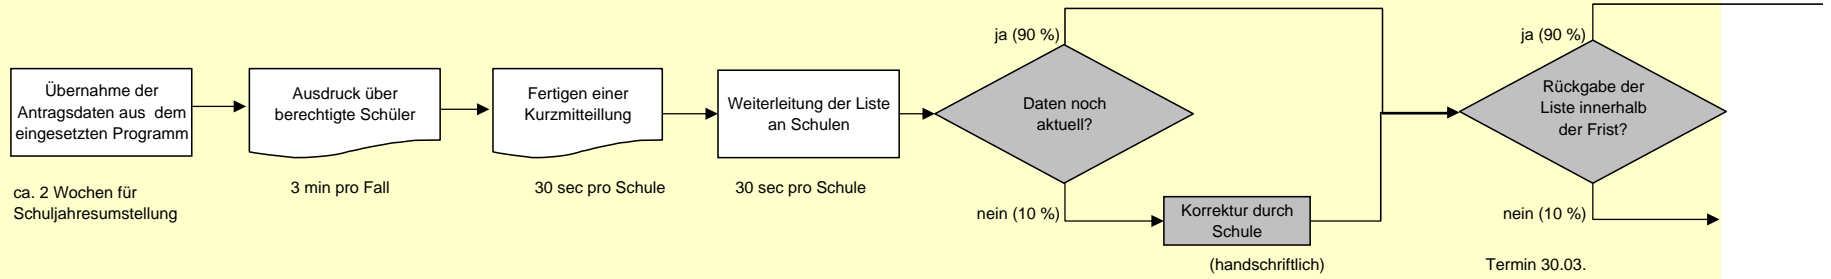 Übernahme der
Antragsdaten aus dem
eingesetzten Programm
ca. 2 Wochen für
Schuljahresumstellung
Ausdruck über
berechtigte Schüler
3 min pro Fall
Fertigen einer
Kurzmitteillung
30 sec pro Schule
Weiterleitung der Liste
an Schulen
30 sec pro Schule
ja (90 %)
Daten noch
aktuell?
nein (10 %)
Korrektur durch
Schule
(handschriftlich)
ja (90 %)
Rückgabe der
Liste innerhalb
der Frist?
nein (10 %)
Termin 30.03.